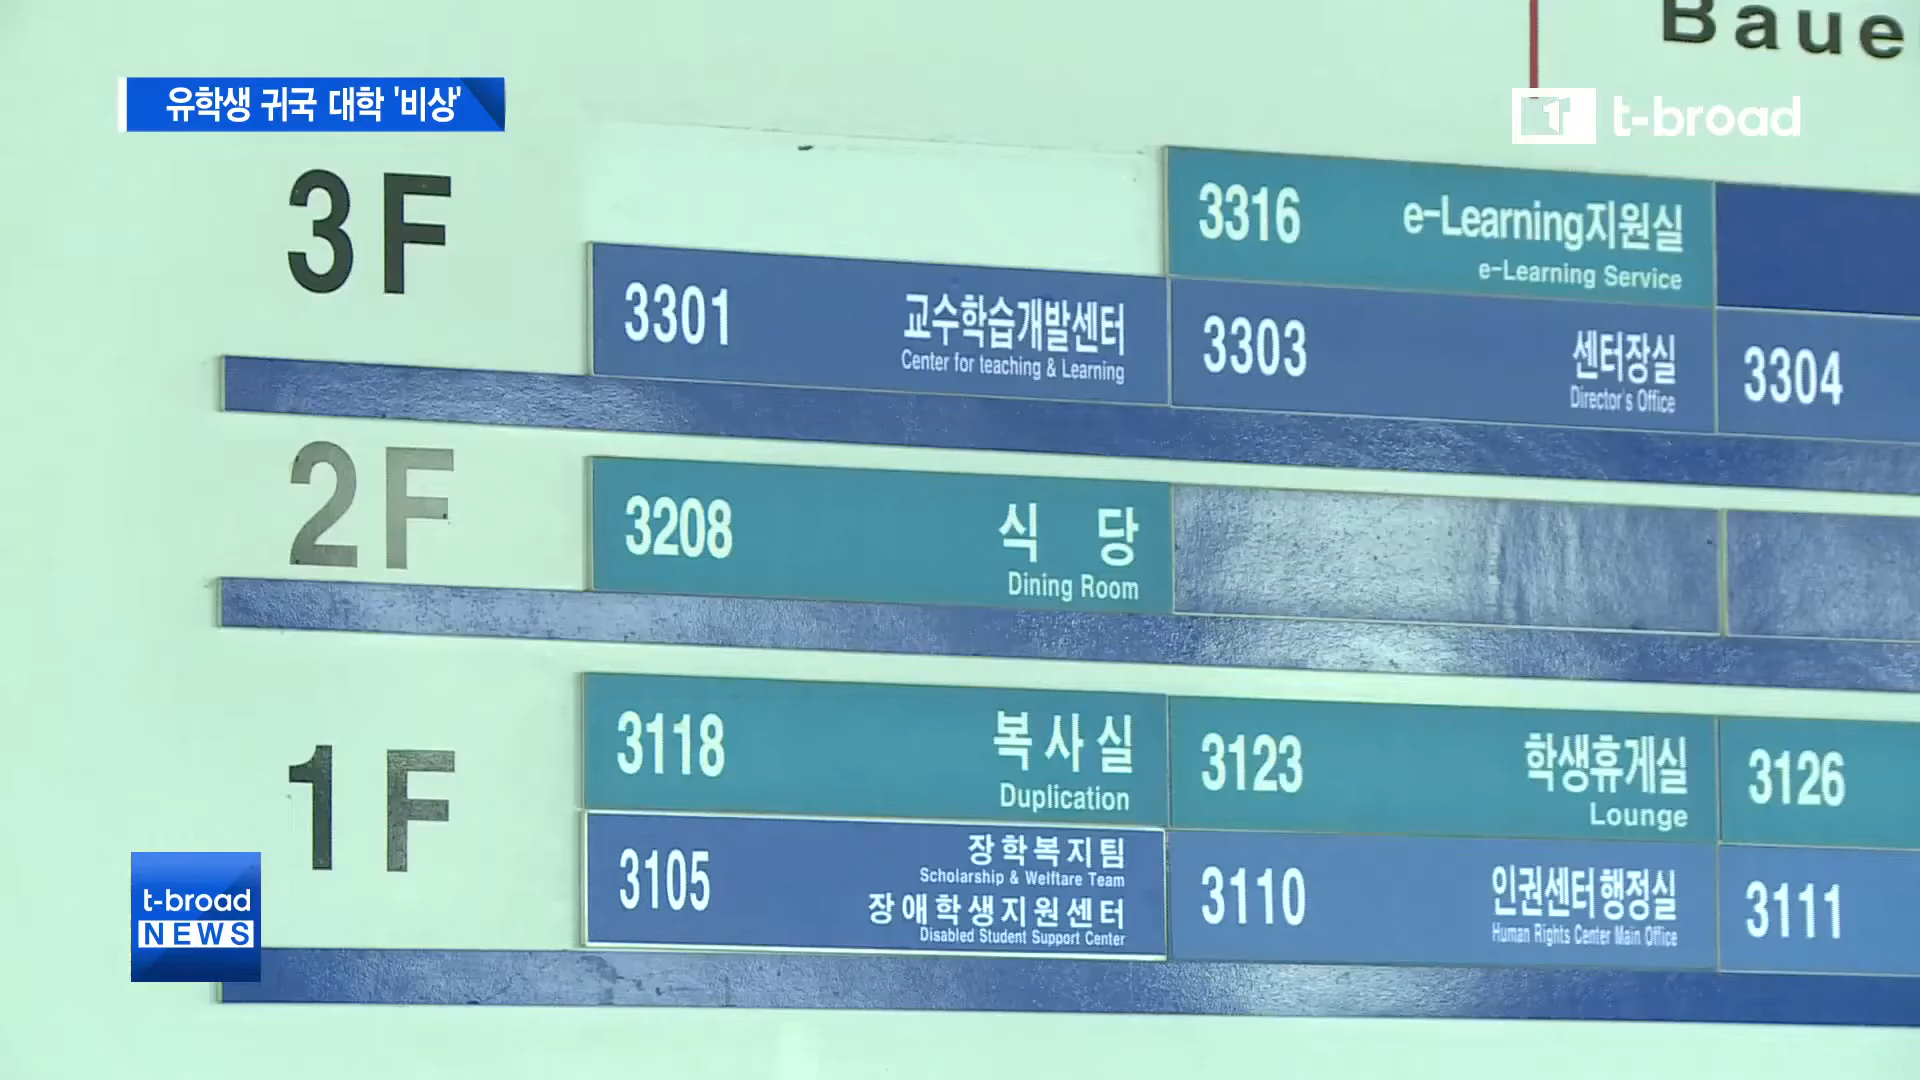 Baue
유학생 귀국 대학 '비상'
t-broad
3F
3316 e-Learning지원실
e-Learning Service
3301 교수학습개발센터
Center for teaching & Learning
3303 센터장실
Director's Office
3304
2F
3208 식 당
Dining Room
1F
3118 복사실
Duplication
3123 학생휴게실
Lounge
3126
3105 장학복지팀
Scholarship & Welftare Team
장애학생지원센터
Disabled Student Support Center
3110 인권센터 행정실
Human Rights Center Main Office
3111
t-broad
NEWS